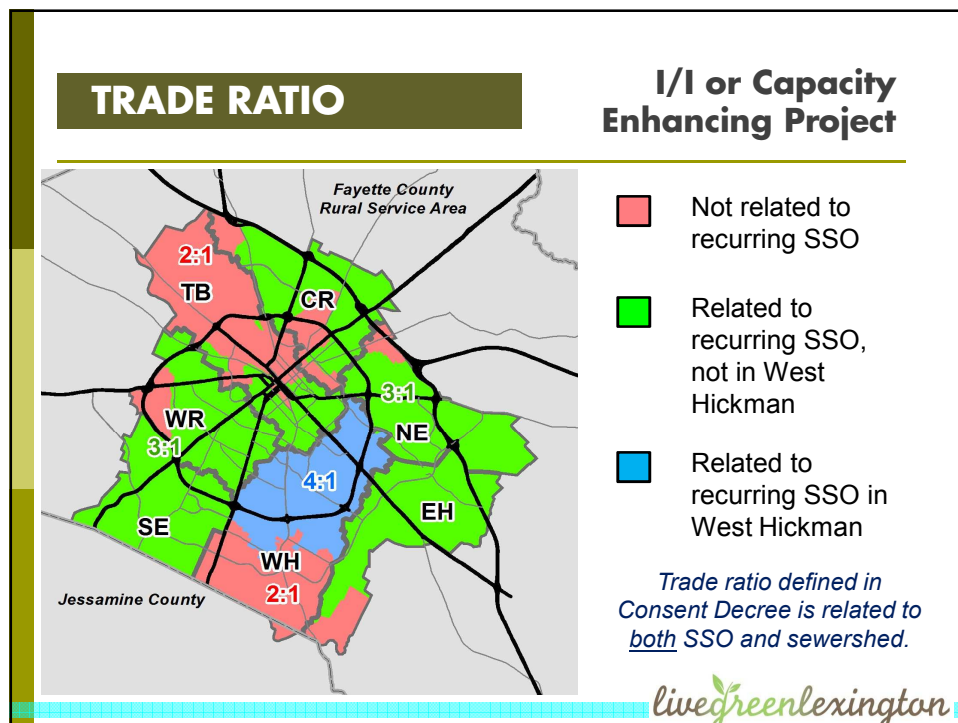 TRADE RATIO
I/I or Capacity
Enhancing Project
Fayette County
Rural Service Area
2:1
TB
CR
3:1
WR
NE
3:1
4:1
EH
SE
WH
2:1
Jessamine County
Not related to
recurring SSO
Related to
recurring SSO,
not in West
Hickman
Related to
recurring SSO in
West Hickman
Trade ratio defined in
Consent Decree is related to
both SSO and sewershed.
livegreenlexington